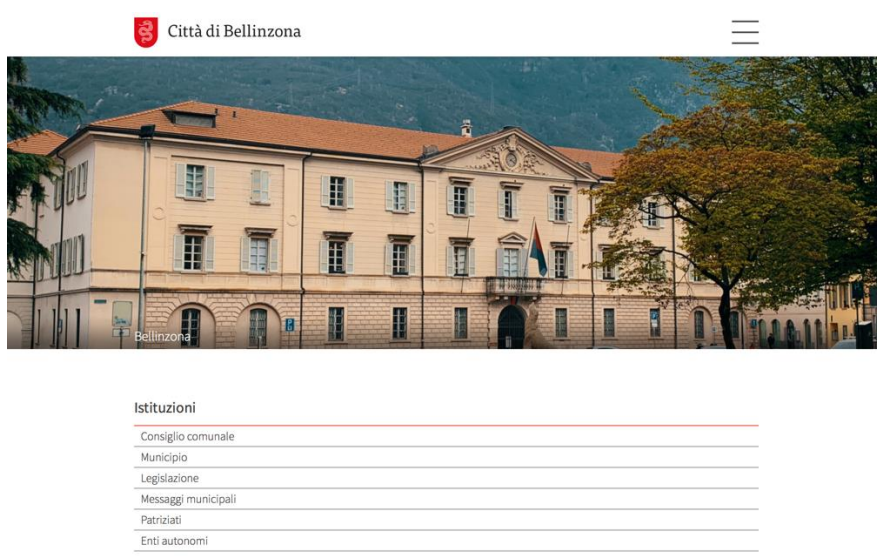 Città di Bellinzona
Bellinzona
Istituzioni
Consiglio comunale
Municipio
Legislazione
Messaggi municipali
Patriziati
Enti autonomi